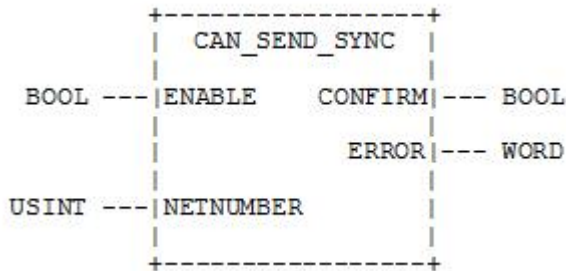 CAN_SEND_SYNC
BOOL ---|ENABLE CONFIRM|--- BOOL
ERROR|--- WORD
USINT ---|NETNUMBER